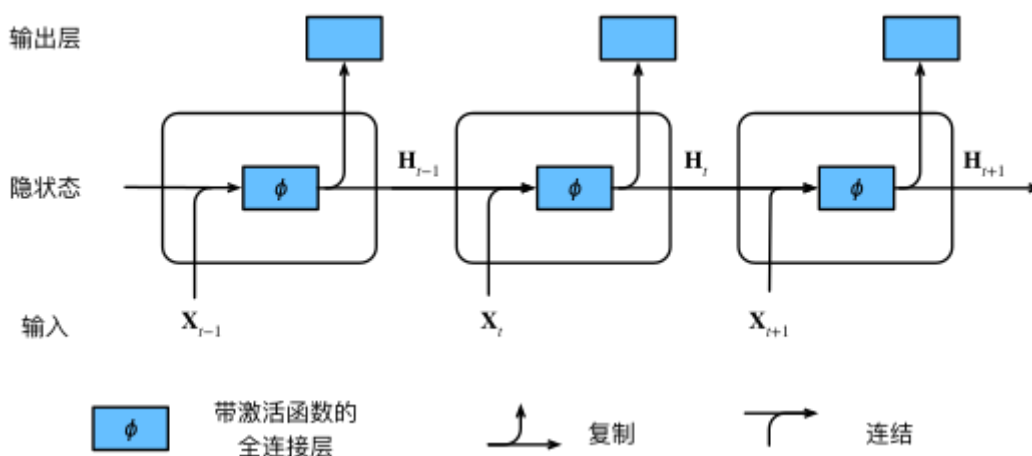 输出层
H_{t-1}
H_t
H_{t+1}
隐状态
ϕ
ϕ
ϕ
输入
X_{t-1}
X_t
X_{t+1}
ϕ
带激活函数的
全连接层
复制
连结